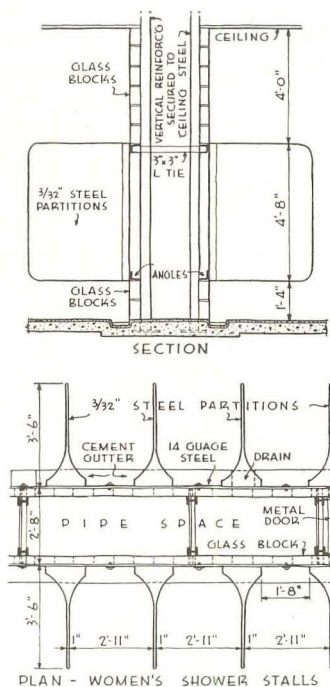 CEILING
GLASS
BLOCKS
VERTICAL REINFORC'G
SECURED TO
CEILING STEEL
4'-0"
3"x 3"
L TIE
3/32" STEEL
PARTITIONS
4'-8"
ANGLES
GLASS
BLOCKS
1'-4"
SECTION
3/32" STEEL PARTITIONS
3'-6"
CEMENT
GUTTER
14 GUAGE
STEEL
DRAIN
METAL
DOOR
2'-8"
PIPE SPACE
GLASS BLOCK
3'-6"
1'-8"
1" 2'-11" 1" 2'-11" 1" 2'-11"
PLAN - WOMEN'S SHOWER STALLS